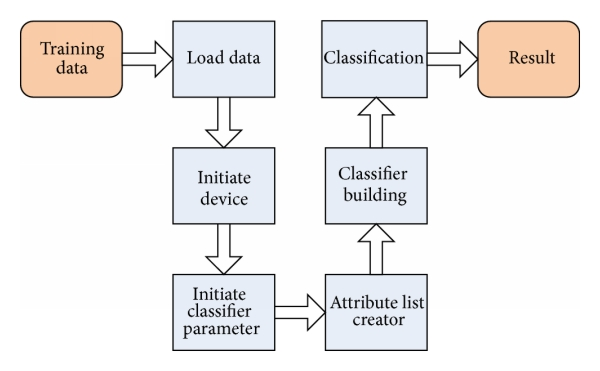 Training
data
Load data
Initiate
device
Initiate
classifier
parameter
Attribute list
creator
Classifier
building
Classification
Result